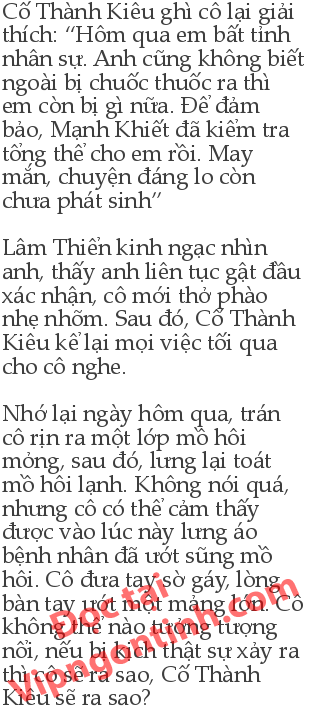 Cố Thành Kiêu ghì cô lại giải
thích: “Hôm qua em bất tỉnh
nhân sự. Anh cũng không biết
ngoài bị chuốc thuốc ra thì
em còn bị gì nữa. Để đảm
bảo, Mạnh Khiết đã kiểm tra
tổng thể cho em rồi. May
mắn, chuyện đáng lo còn
chưa phát sinh”
Lâm Thiển kinh ngạc nhìn
anh, thấy anh liên tục gật đầu
xác nhận, cô mới thở phào
nhẹ nhõm. Sau đó, Cố Thành
Kiêu kể lại mọi việc tối qua
cho cô nghe.
Nhớ lại ngày hôm qua, trán
cô rịn ra một lớp mồ hôi
mỏng, sau đó, lưng lại toát
mồ hôi lạnh. Không nói quá,
nhưng cô có thể cảm thấy
được vào lúc này lưng áo
bệnh nhân đã ướt sũng mồ
hôi. Cô đưa tay sờ gáy, lòng
bàn tay ướt một mảng lớn. Cô
không thể nào tưởng tượng
nổi, nếu bi kịch thật sự xảy ra
thì cô sẽ ra sao, Cố Thành
Kiêu sẽ ra sao?
Đọc tại
Vipngontinh.com